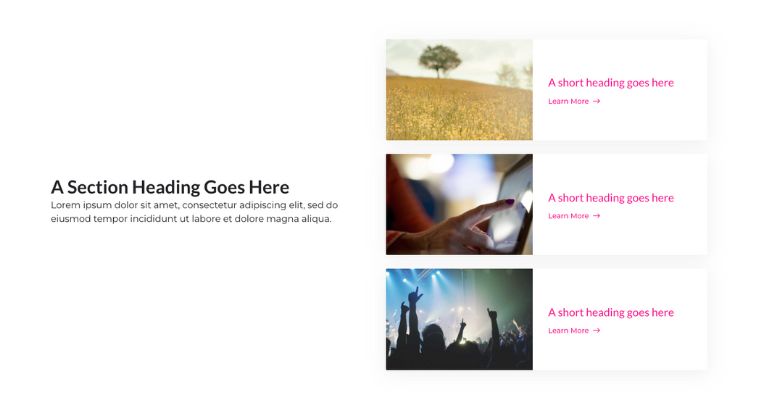 A Section Heading Goes Here
Lorem ipsum dolor sit amet, consectetur adipiscing elit, sed do
eiusmod tempor incididunt ut labore et dolore magna aliqua.
A short heading goes here
Learn More →
A short heading goes here
Learn More →
A short heading goes here
Learn More →